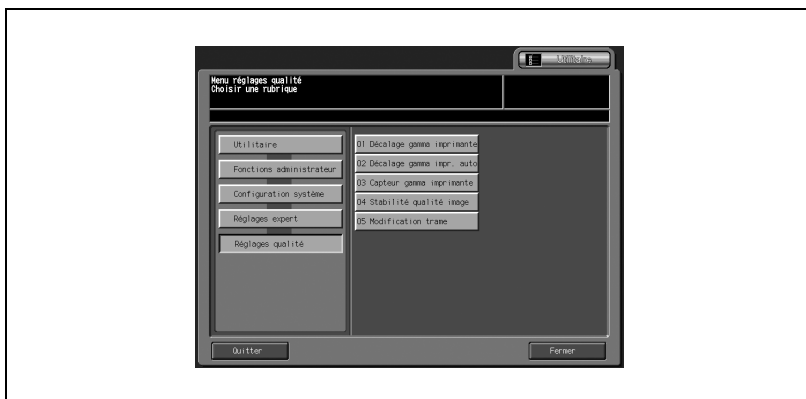 Utilitaire
Menu réglages qualité
Choisir une rubrique
Utilitaire
Fonctions administrateur
Configuration système
Réglages expert
Réglages qualité
01 Décalage gamma imprimante
02 Décalage gamma impr. auto
03 Capteur gamma imprimante
04 Stabilité qualité image
05 Modification trame
Quitter
Fermer